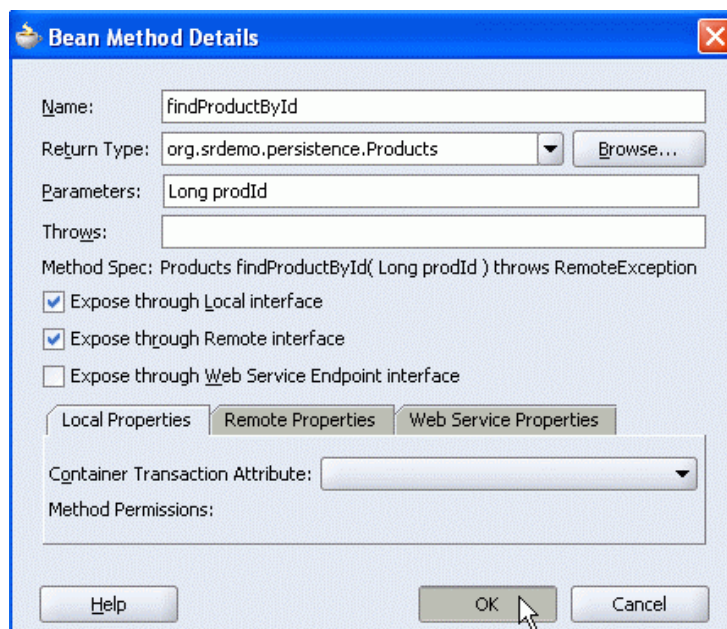 Bean Method Details
Name: findProductById
Return Type: org.srdemo.persistence.Products Browse...
Parameters: Long prodId
Throws:
Method Spec: Products findProductById( Long prodId ) throws RemoteException
Expose through Local interface
Expose through Remote interface
Expose through Web Service Endpoint interface
Local Properties Remote Properties Web Service Properties
Container Transaction Attribute:
Method Permissions:
Help OK Cancel